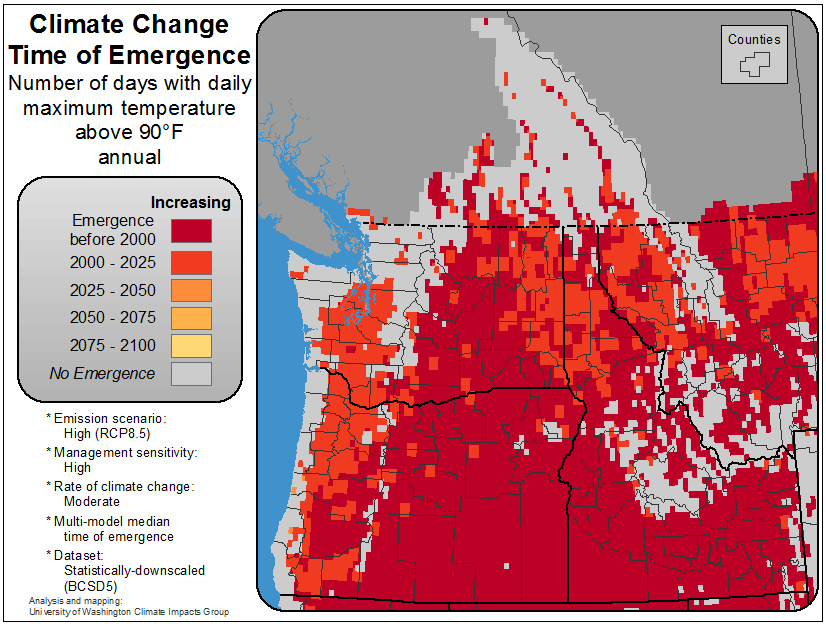 Climate Change
Time of Emergence
Number of days with daily
maximum temperature
above 90°F
annual
Increasing
Emergence
before 2000
2000 - 2025
2025 - 2050
2050 - 2075
2075 - 2100
No Emergence
* Emission scenario:
High (RCP8.5)
* Management sensitivity:
High
* Rate of climate change:
Moderate
* Multi-model median
time of emergence
* Dataset:
Statistically-downscaled
(BCSD5)
Analysis and mapping:
University of Washington Climate Impacts Group
Counties